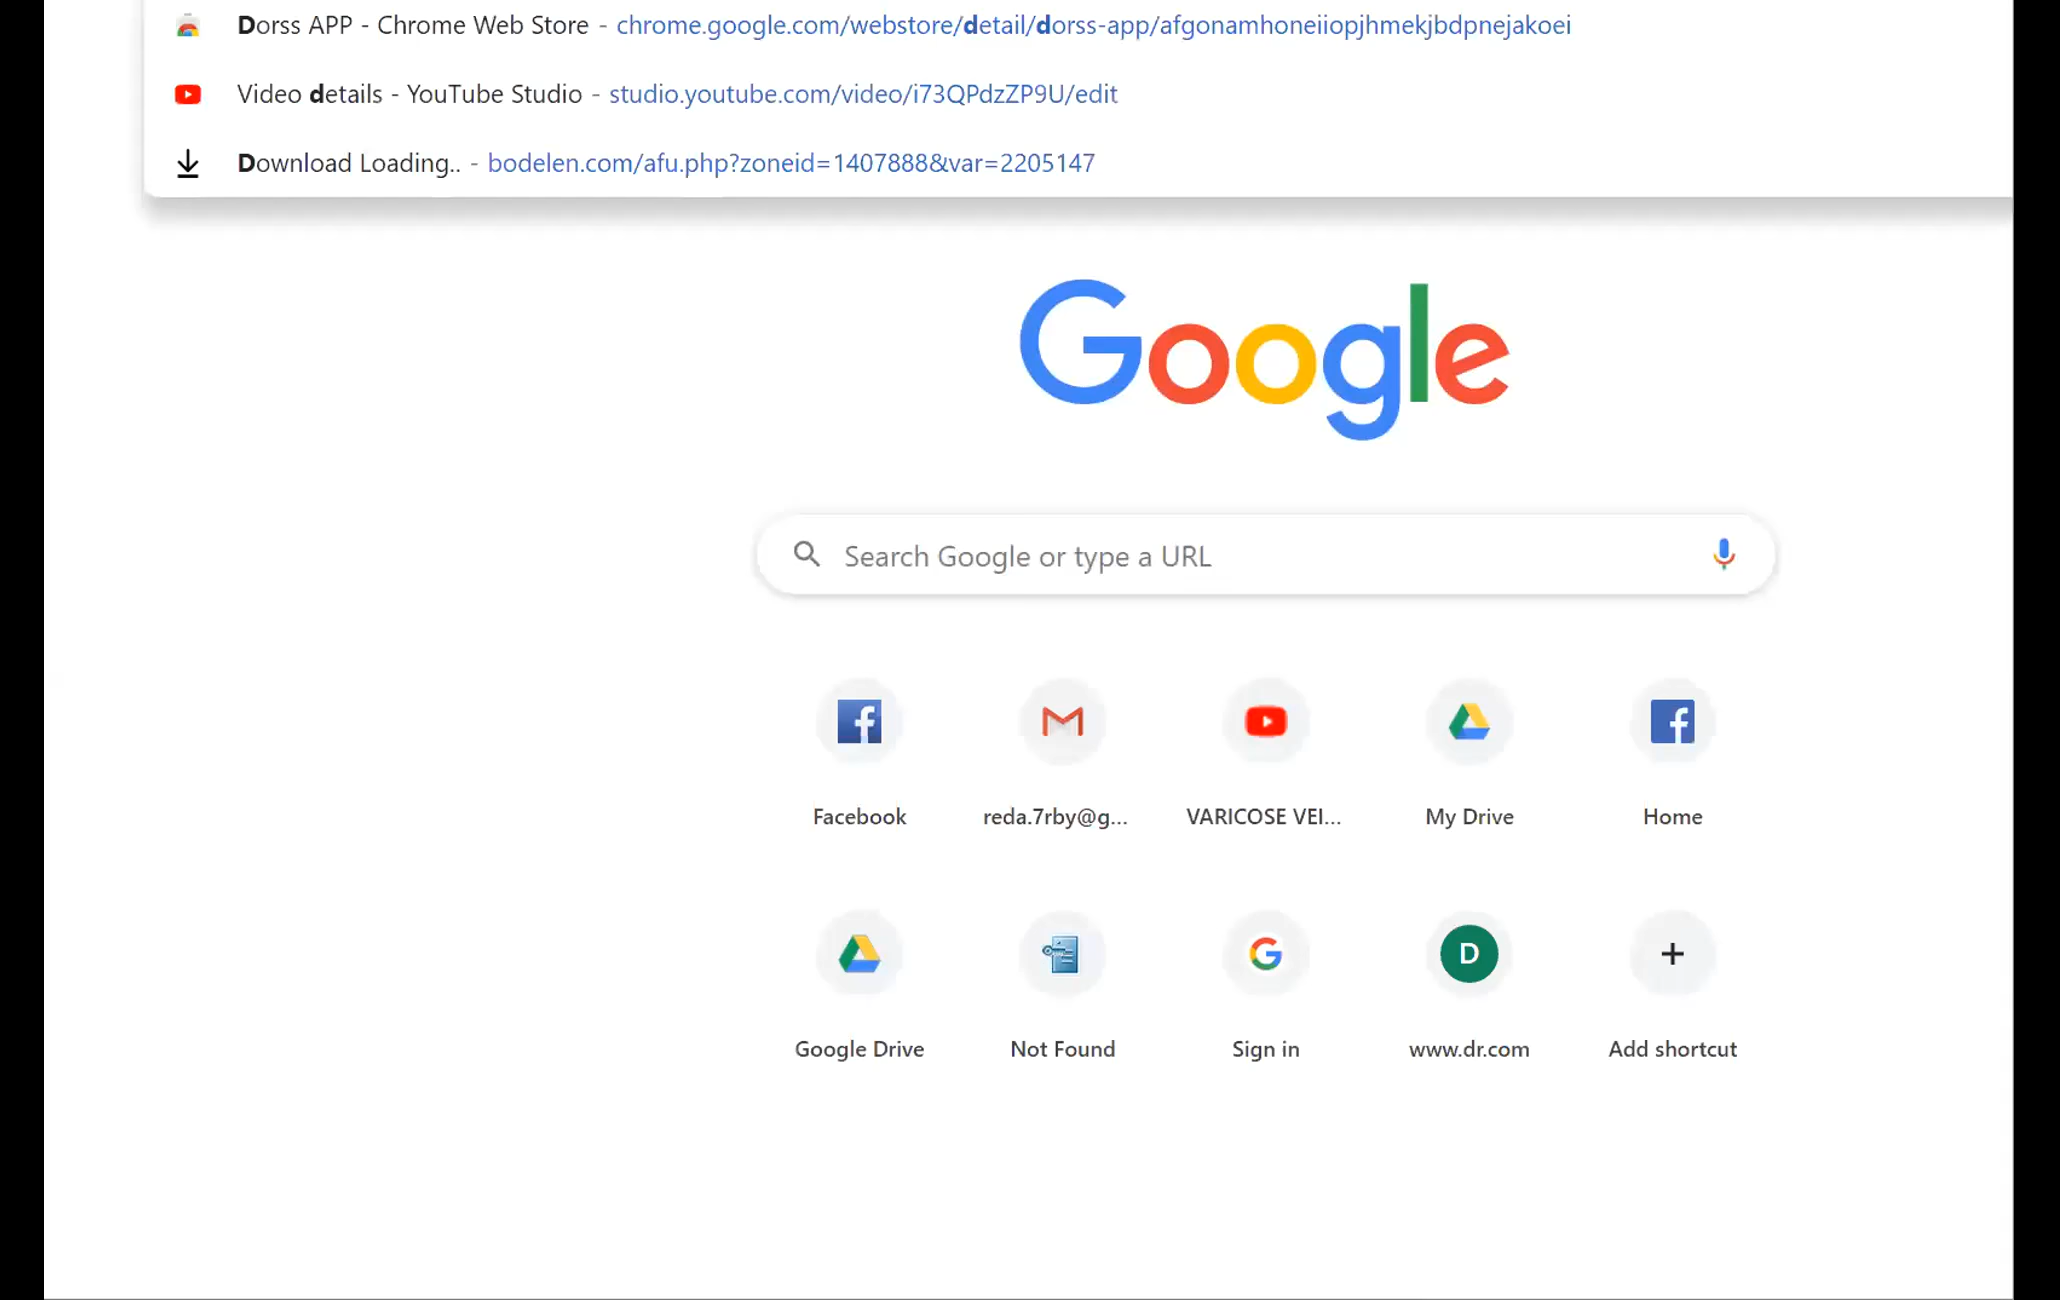 Dorss APP - Chrome Web Store - chrome.google.com/webstore/detail/dorss-app/afgonamhoneiiopjhmekjbdpnejakoei
Video details - YouTube Studio - studio.youtube.com/video/i73QPdzZP9U/edit
Download Loading.. - bodelen.com/afu.php?zoneid=1407888&var=2205147
Google
Search Google or type a URL
Facebook
reda.7rby@g...
VARICOSE VEI...
My Drive
Home
Google Drive
Not Found
Sign in
D
www.dr.com
Add shortcut